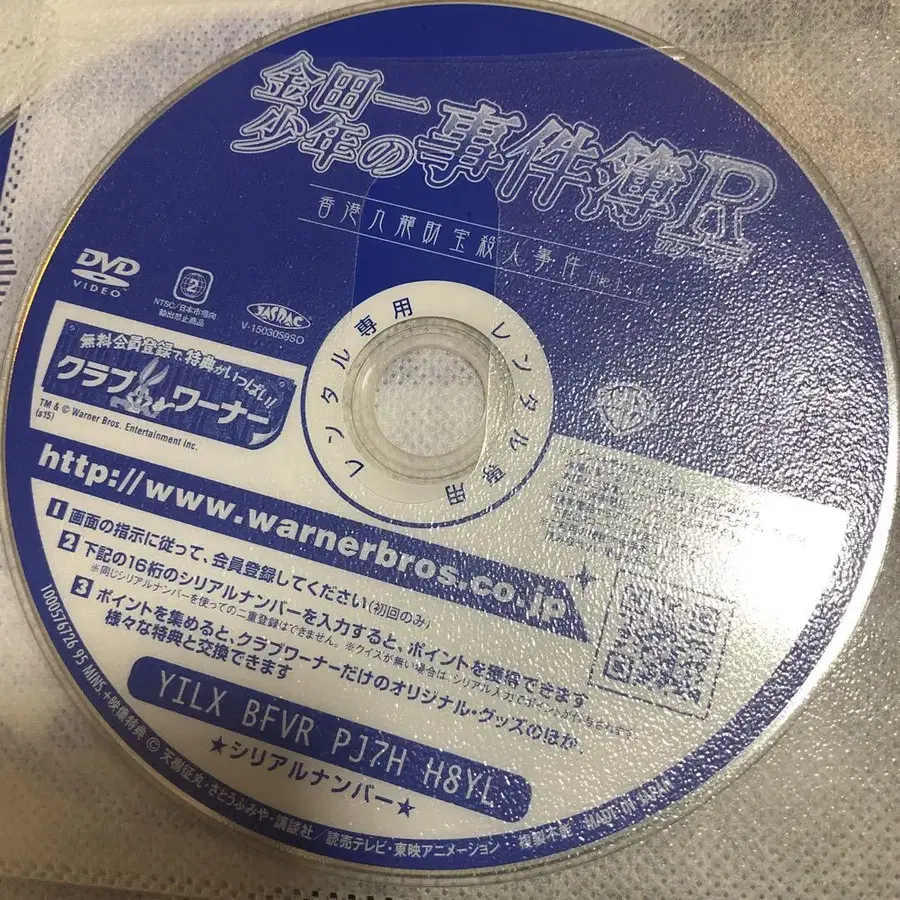 金田一
少年の事件簿R
リターンズ
香港九龍財宝殺人事件
DVD
VIDEO
2
NTSC/日本市場向
輸出禁止商品
JASRAC
V-1503059SO
レンタル専用
レンタル専用
無料会員登録で特典がいっぱい!
クラブワーナー
TM & © Warner Bros. Entertainment Inc.
(s15)
http://www.warnerbros.co.jp
1 画面の指示に従って、会員登録してください(初回のみ)
2 下記の16桁のシリアルナンバーを入力すると、ポイントを獲得できます
※同じシリアルナンバーを使っての二重登録はできません。
3 ポイントを集めると、クラブワーナーだけのオリジナル・グッズのほか、
様々な特典と交換できます
YILX BFVR PJ7H H8YL
★シリアルナンバー★
1000576726 95 MINS.+映像特典 © 天樹征丸・さとうふみや・講談社/読売テレビ・東映アニメーション 複製不能 MADE IN JAPAN